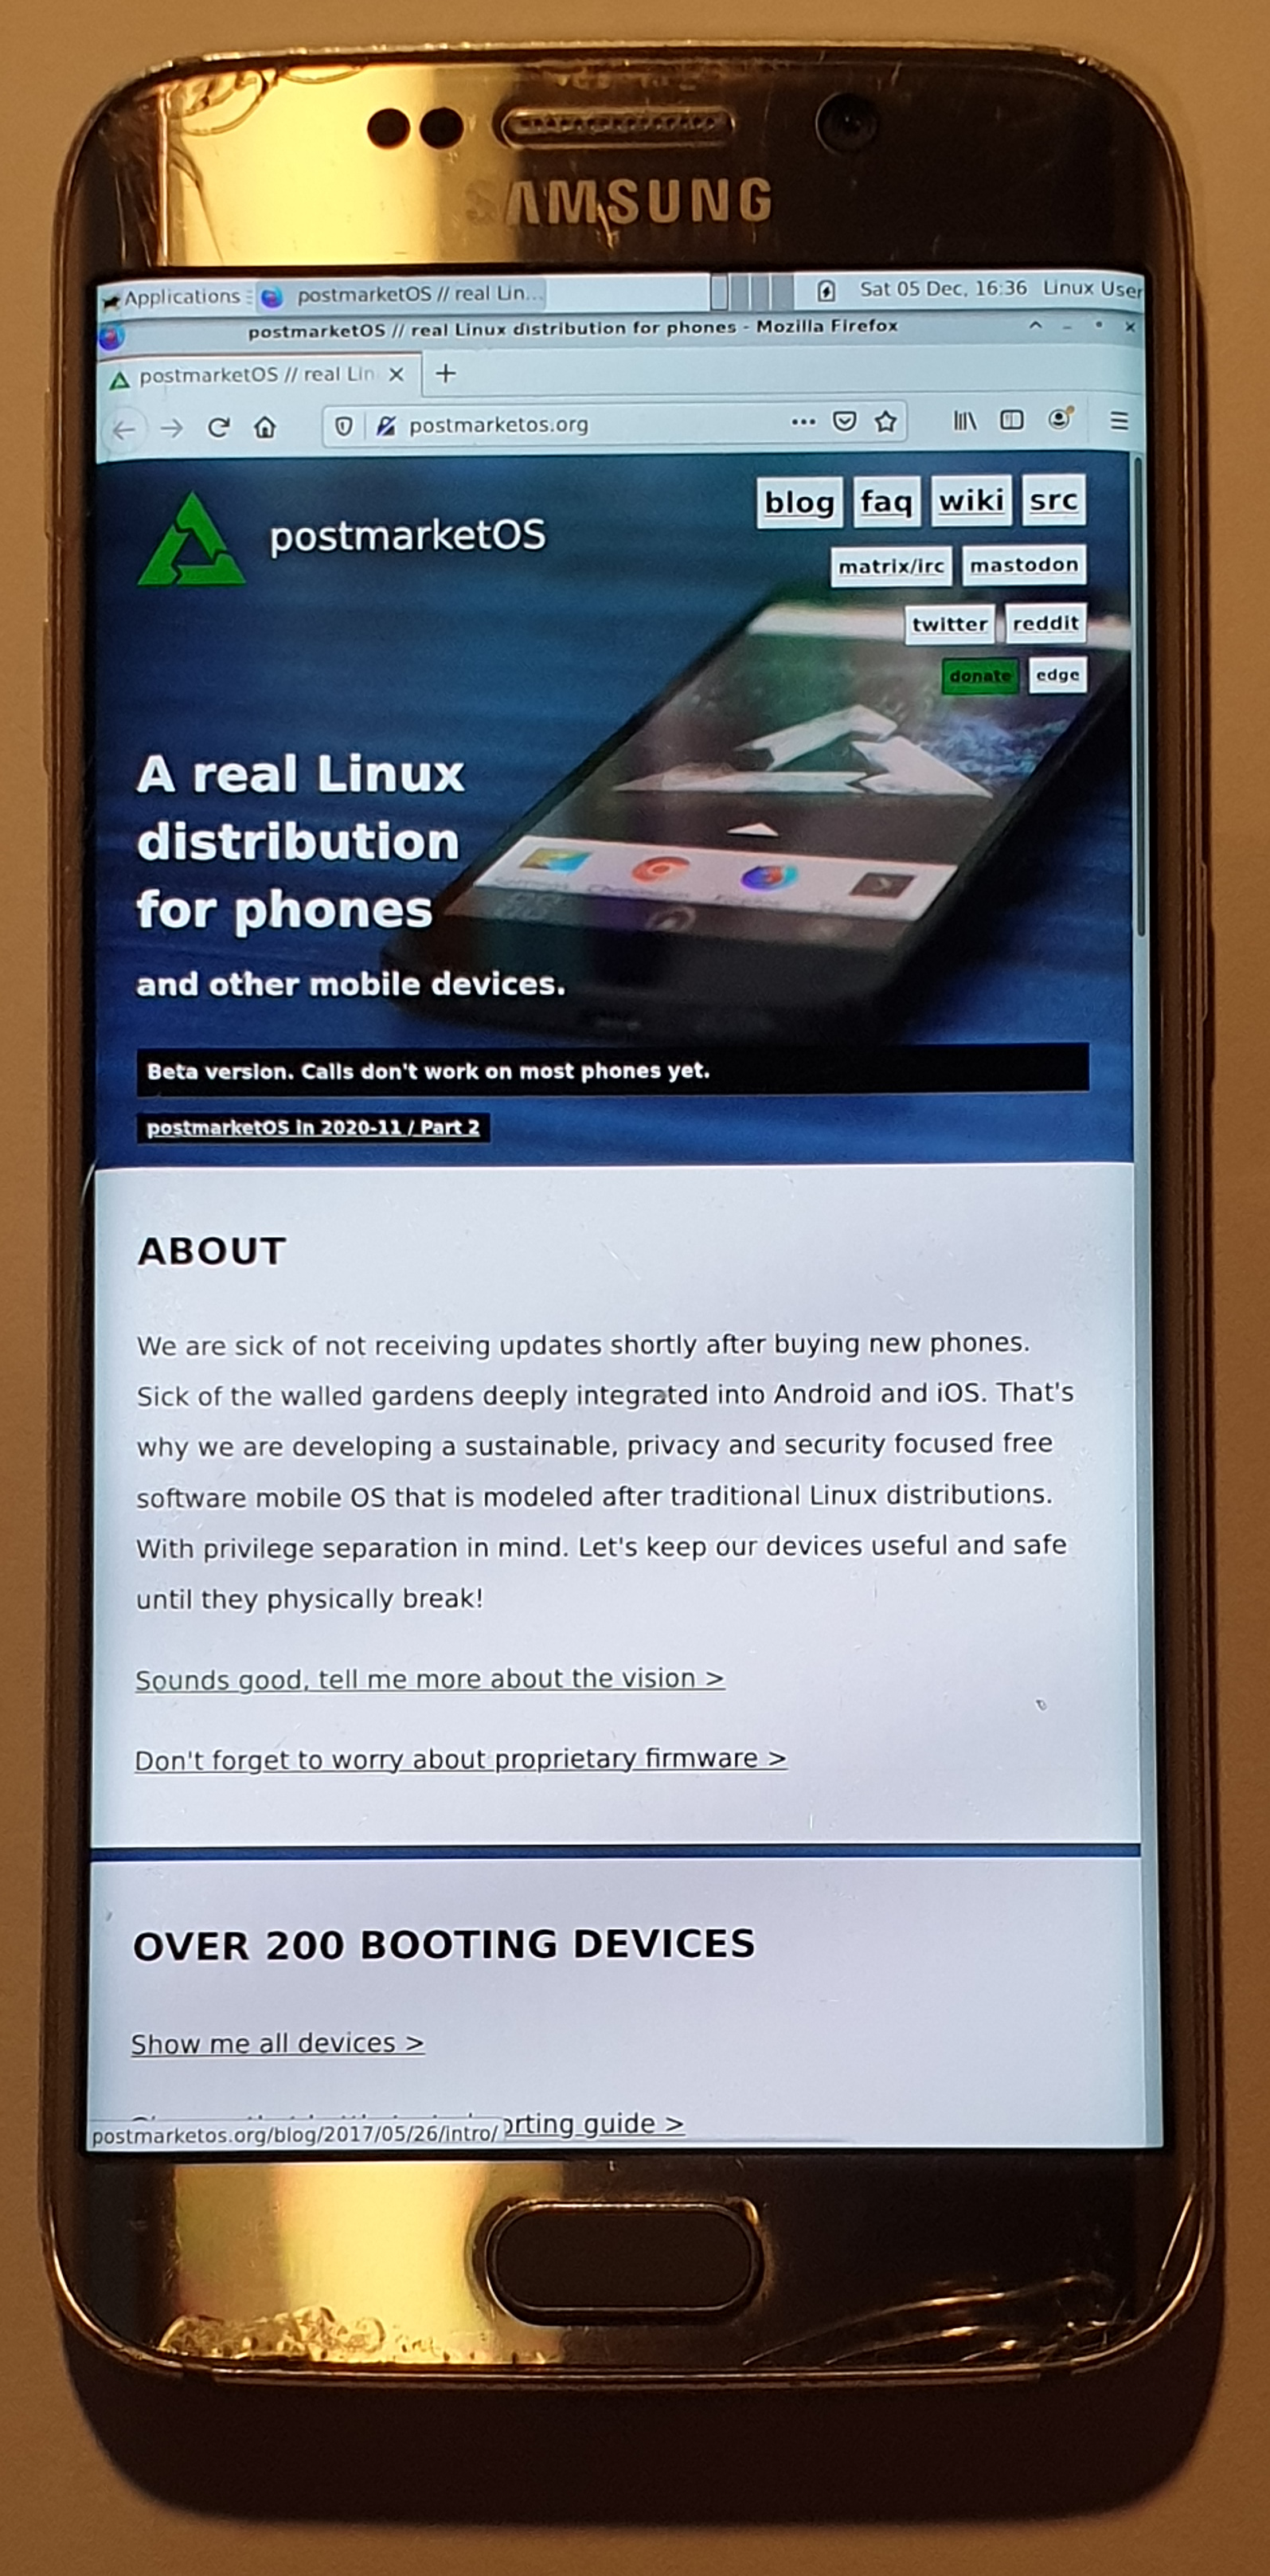 SAMSUNG
Applications postmarketOS // real Lin... Sat 05 Dec, 16:36 Linux User
postmarketOS // real Linux distribution for phones - Mozilla Firefox
postmarketOS // real Lin
postmarketos.org
postmarketOS
blog faq wiki src
matrix/irc mastodon
twitter reddit
donate edge
A real Linux
distribution
for phones
and other mobile devices.
Beta version. Calls don't work on most phones yet.
postmarketOS in 2020-11 / Part 2
ABOUT
We are sick of not receiving updates shortly after buying new phones.
Sick of the walled gardens deeply integrated into Android and iOS. That's
why we are developing a sustainable, privacy and security focused free
software mobile OS that is modeled after traditional Linux distributions.
With privilege separation in mind. Let's keep our devices useful and safe
until they physically break!
Sounds good, tell me more about the vision >
Don't forget to worry about proprietary firmware >
OVER 200 BOOTING DEVICES
Show me all devices >
orting guide >
postmarketos.org/blog/2017/05/26/intro/